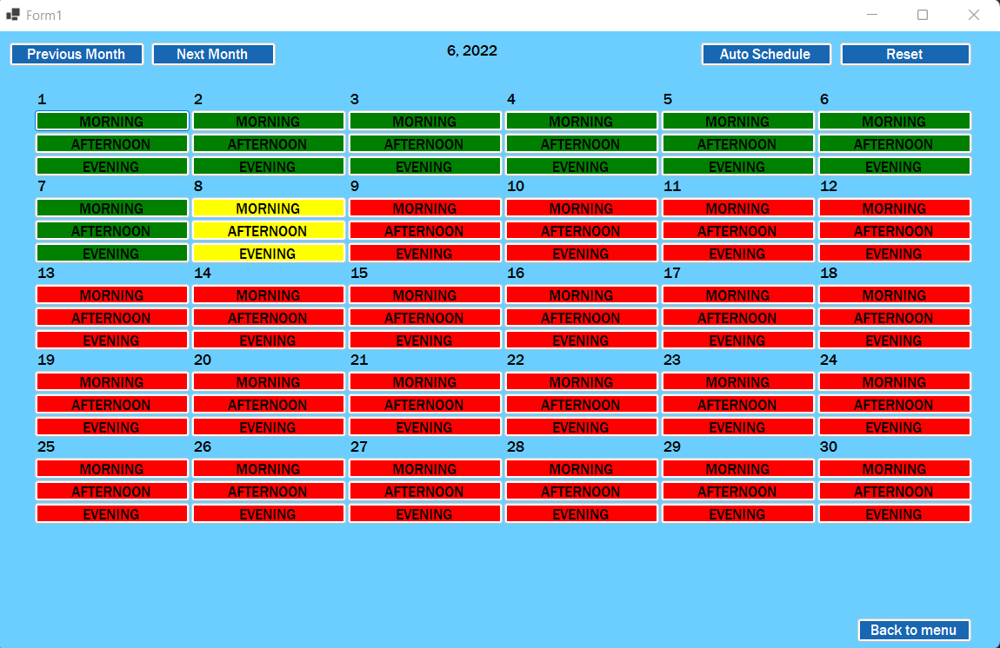 Form1
Previous Month Next Month 6, 2022 Auto Schedule Reset
1 2 3 4 5 6
MORNING MORNING MORNING MORNING MORNING MORNING
AFTERNOON AFTERNOON AFTERNOON AFTERNOON AFTERNOON AFTERNOON
EVENING EVENING EVENING EVENING EVENING EVENING
7 8 9 10 11 12
MORNING MORNING MORNING MORNING MORNING MORNING
AFTERNOON AFTERNOON AFTERNOON AFTERNOON AFTERNOON AFTERNOON
EVENING EVENING EVENING EVENING EVENING EVENING
13 14 15 16 17 18
MORNING MORNING MORNING MORNING MORNING MORNING
AFTERNOON AFTERNOON AFTERNOON AFTERNOON AFTERNOON AFTERNOON
EVENING EVENING EVENING EVENING EVENING EVENING
19 20 21 22 23 24
MORNING MORNING MORNING MORNING MORNING MORNING
AFTERNOON AFTERNOON AFTERNOON AFTERNOON AFTERNOON AFTERNOON
EVENING EVENING EVENING EVENING EVENING EVENING
25 26 27 28 29 30
MORNING MORNING MORNING MORNING MORNING MORNING
AFTERNOON AFTERNOON AFTERNOON AFTERNOON AFTERNOON AFTERNOON
EVENING EVENING EVENING EVENING EVENING EVENING
Back to menu